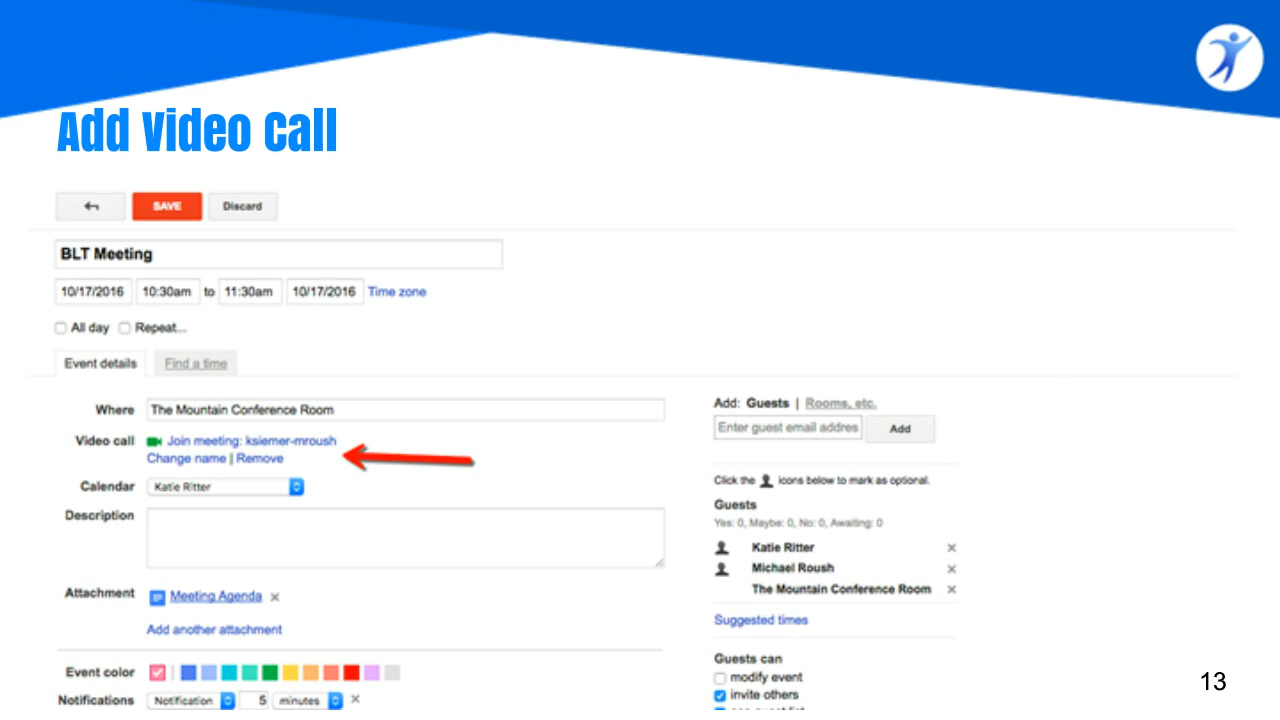 Add Video Call
SAVE Discard
BLT Meeting
10/17/2016 10:30am to 11:30am 10/17/2016 Time zone
All day Repeat...
Event details Find a time
Where The Mountain Conference Room
Video call Join meeting: ksiemer-mroush
Change name | Remove
Calendar Katie Ritter
Description
Attachment Meeting Agenda
Add another attachment
Event color
Notifications Notification 5 minutes
Add: Guests | Rooms, etc.
Enter guest email addres Add
Click the icons below to mark as optional.
Guests
Yes: 0, Maybe: 0, No: 0, Awaiting: 0
Katie Ritter
Michael Roush
The Mountain Conference Room
Suggested times
Guests can
modify event
invite others
13